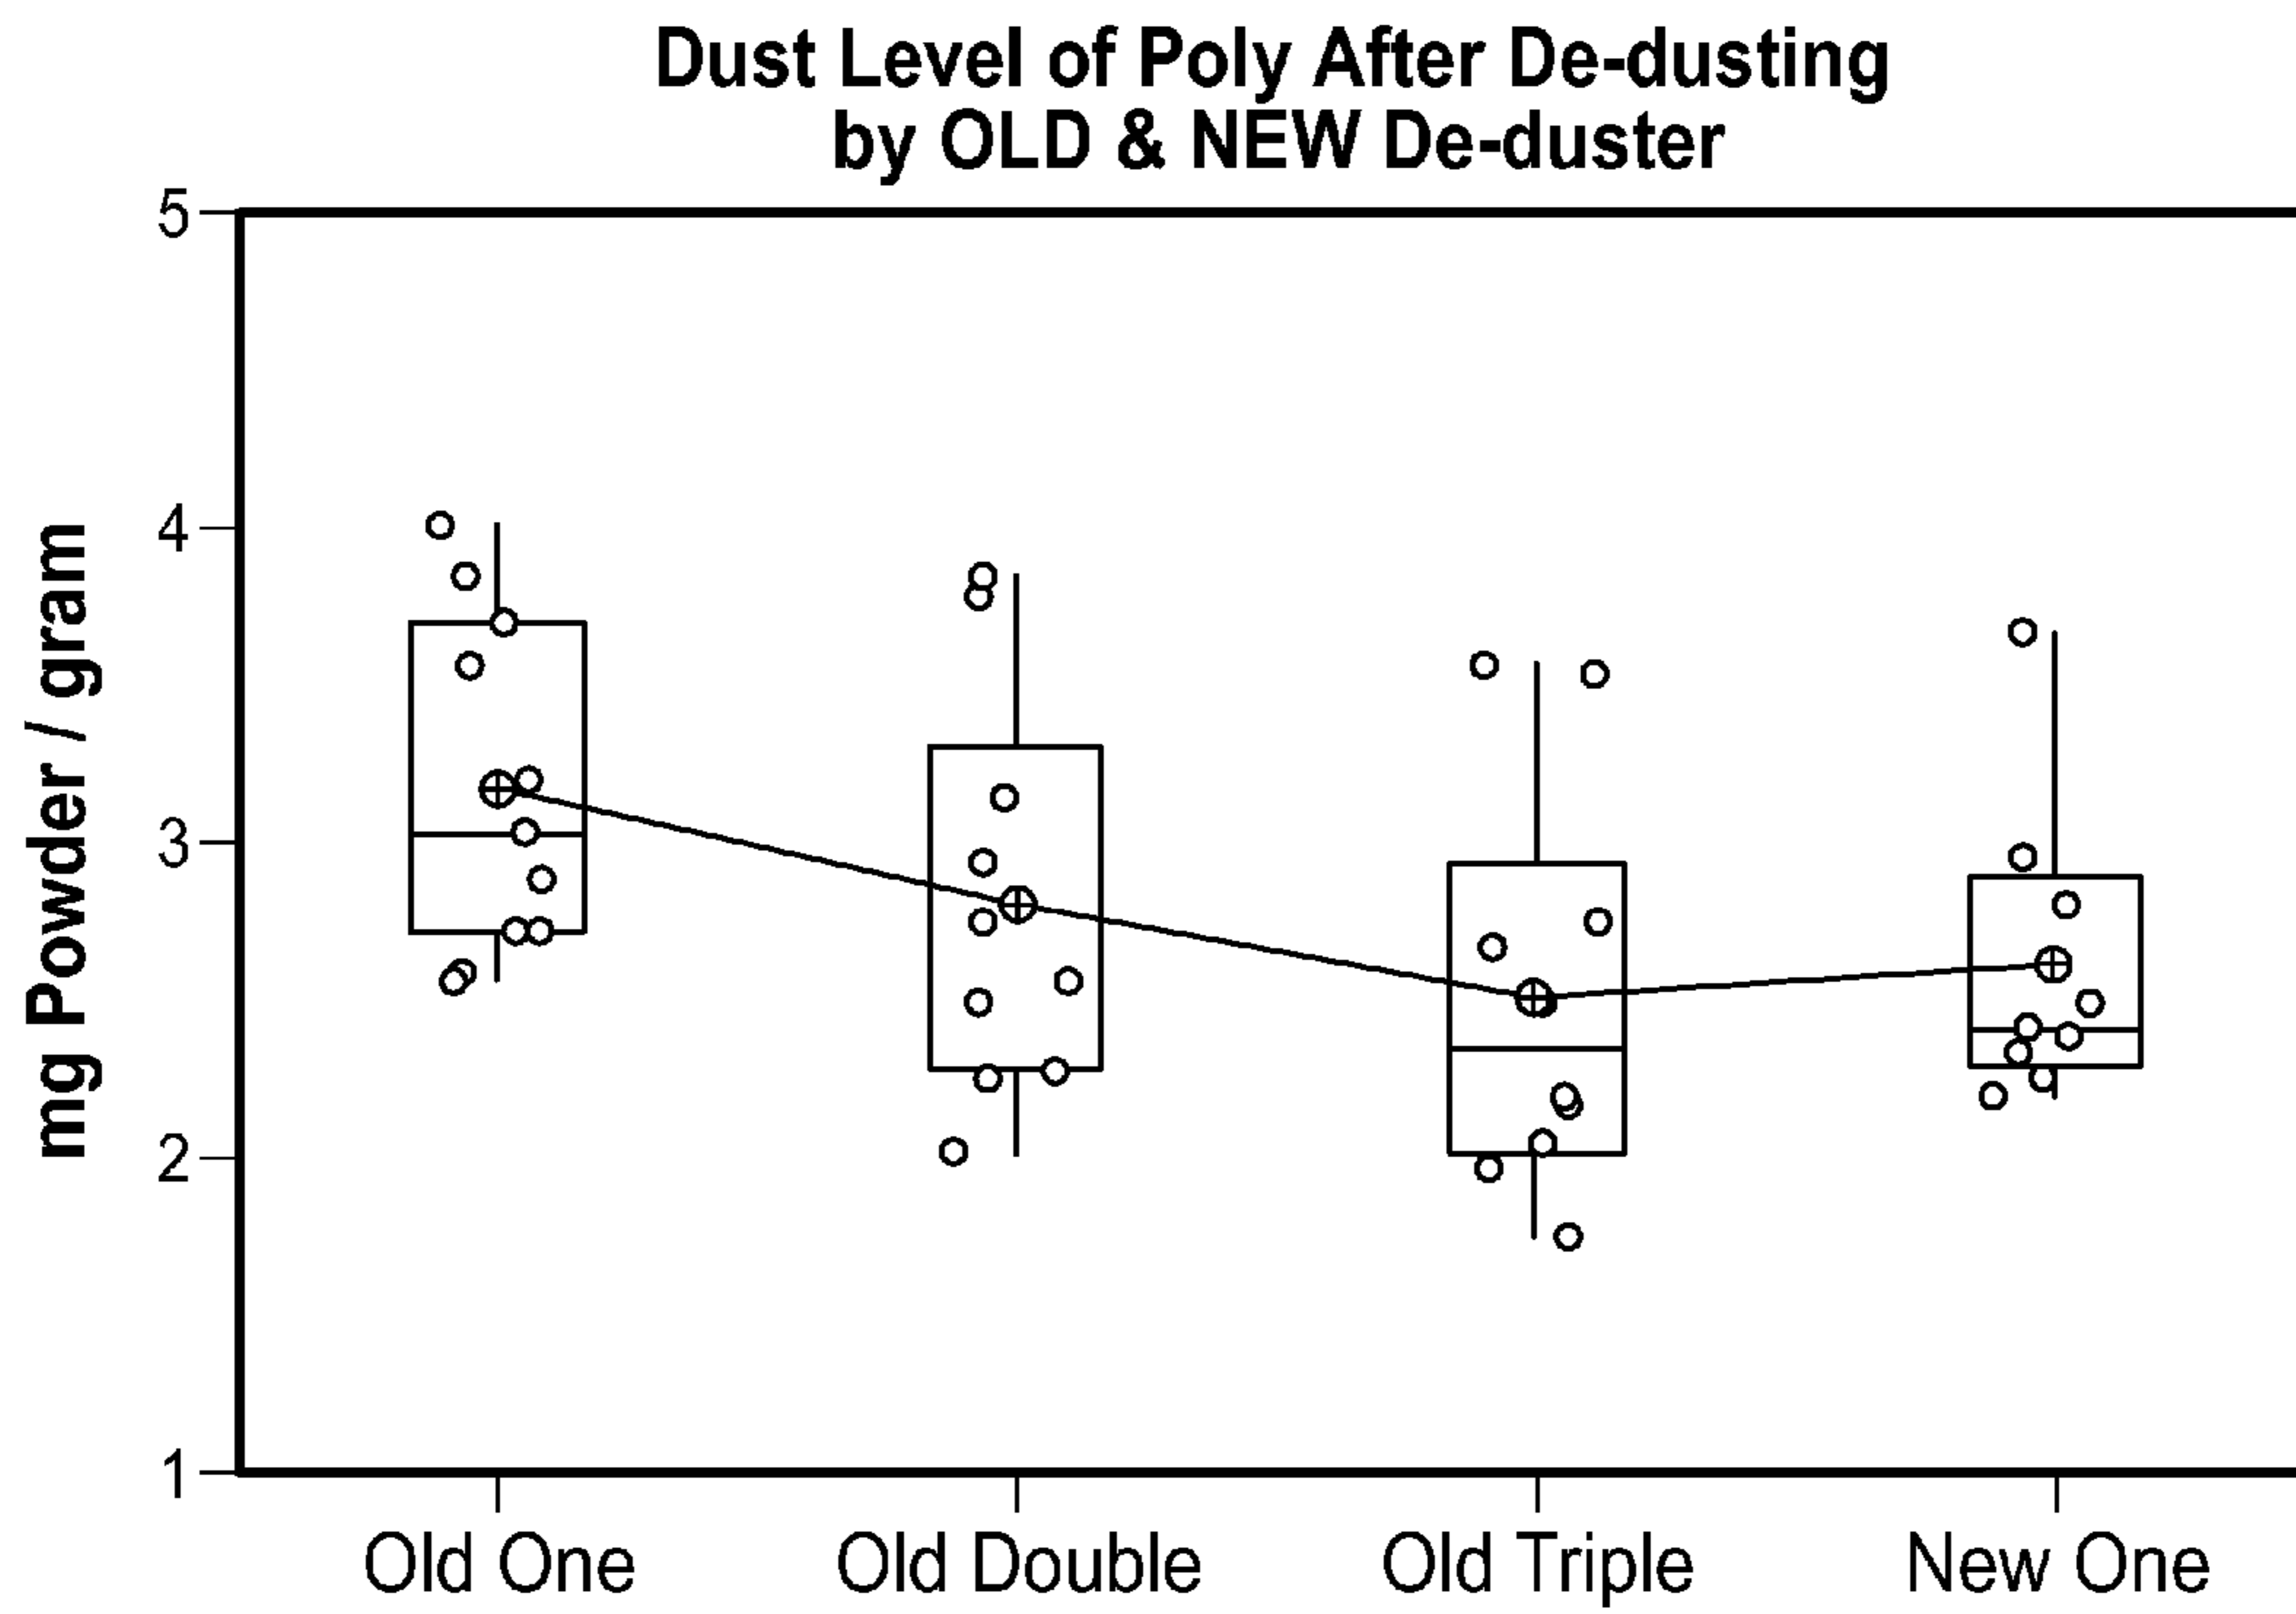 Dust Level of Poly After De-dusting
by OLD & NEW De-duster
5
4
3
2
1
mg Powder / gram
Old One
Old Double
Old Triple
New One